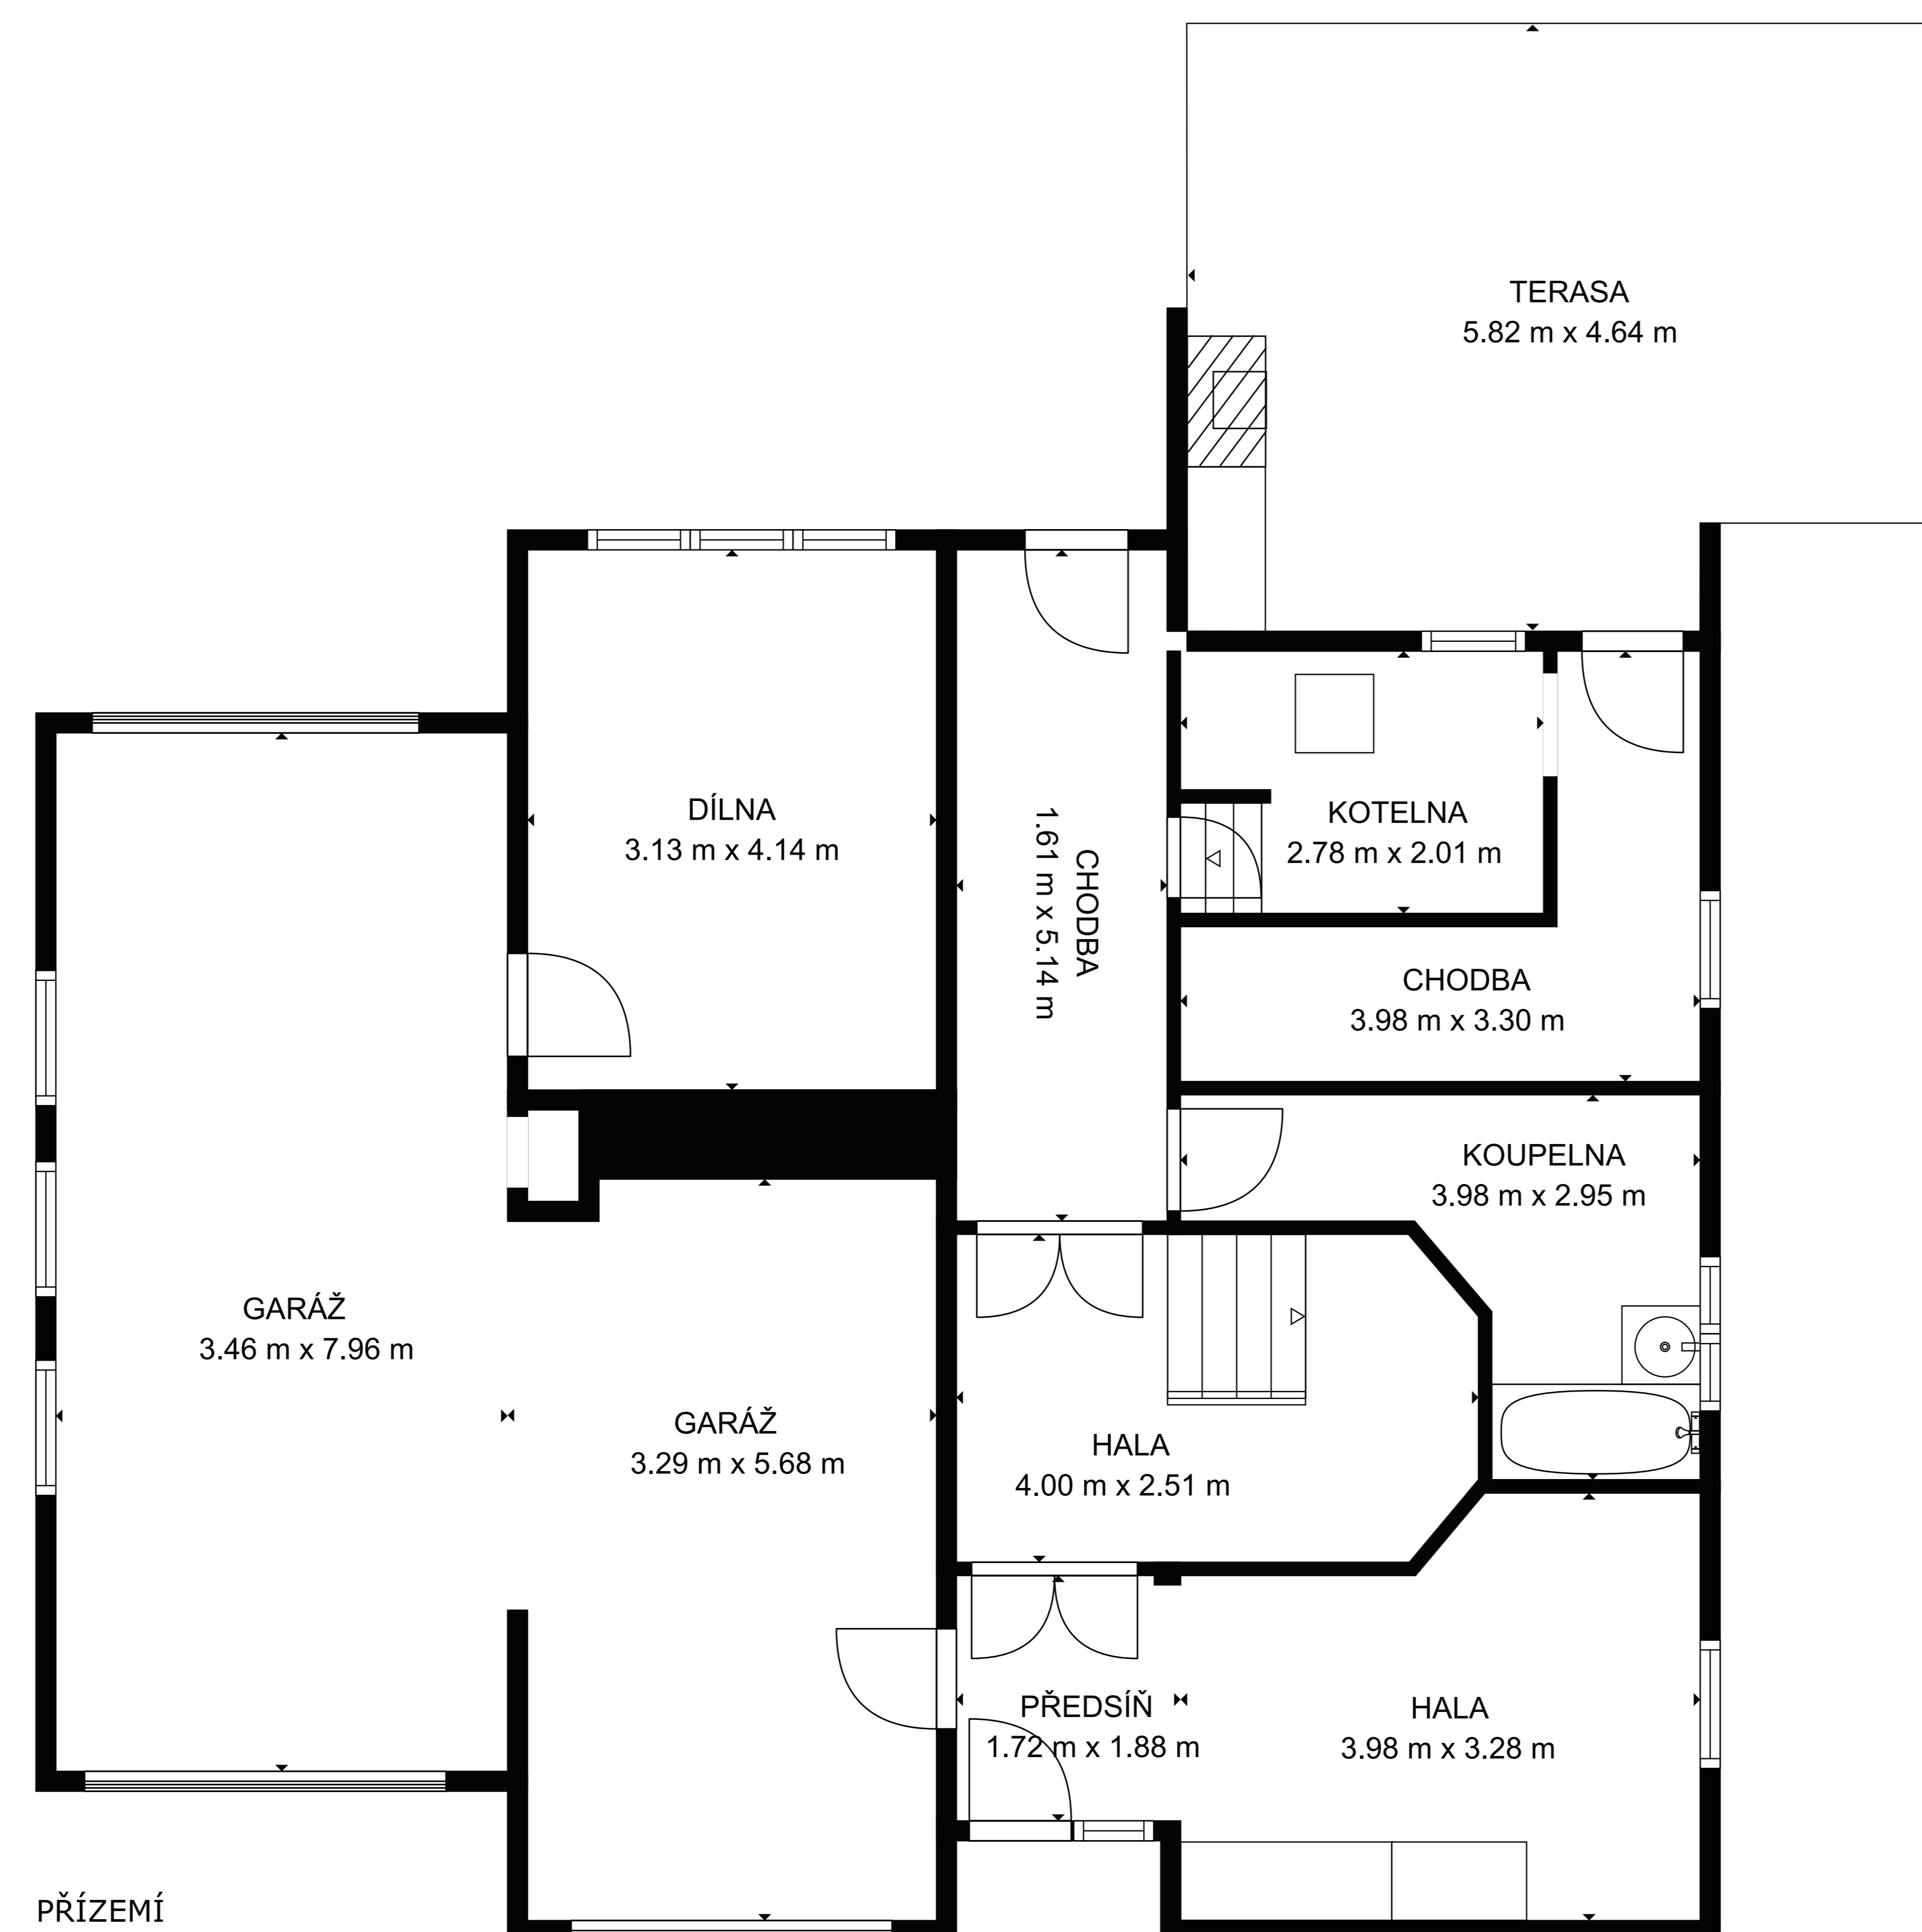 TERASA
5.82 m x 4.64 m
DÍLNA
3.13 m x 4.14 m
CHODBA
1.61 m x 5.14 m
KOTELNA
2.78 m x 2.01 m
CHODBA
3.98 m x 3.30 m
KOUPELNA
3.98 m x 2.95 m
GARÁŽ
3.46 m x 7.96 m
GARÁŽ
3.29 m x 5.68 m
HALA
4.00 m x 2.51 m
PŘEDSÍŇ
1.72 m x 1.88 m
HALA
3.98 m x 3.28 m
PŘÍZEMÍ